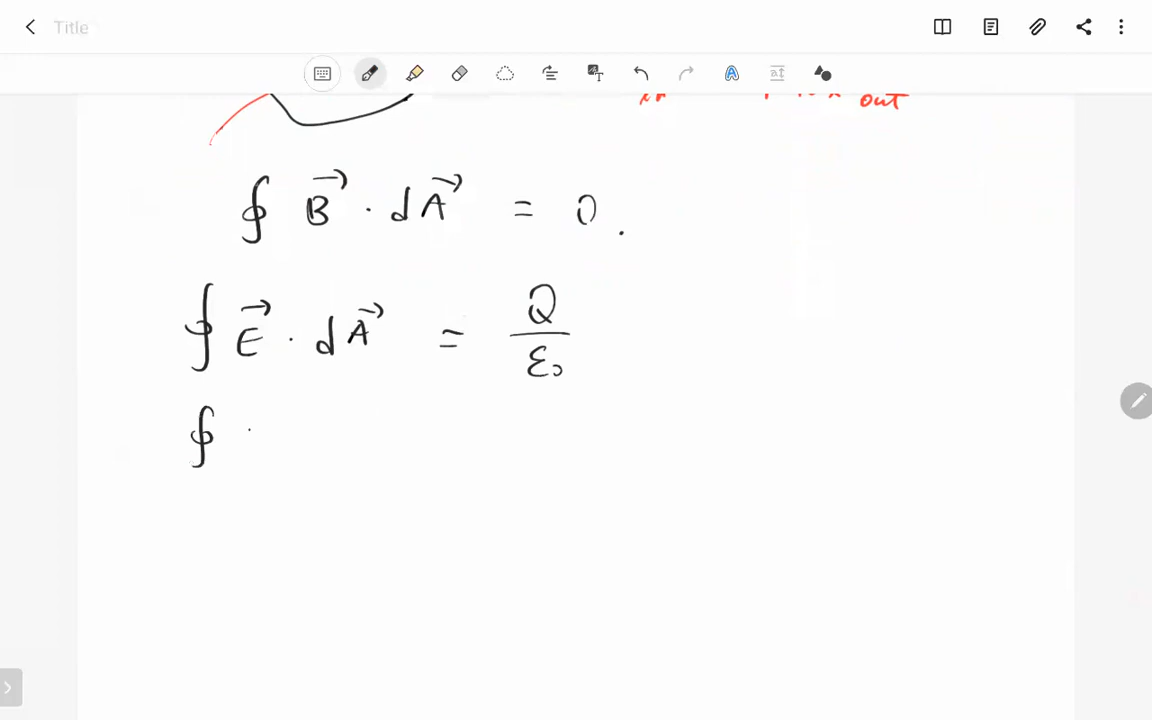 Title
out
∮ B⃗ · dA⃗ = 0.
∮ E⃗ · dA⃗ = Q/ε₀
∮